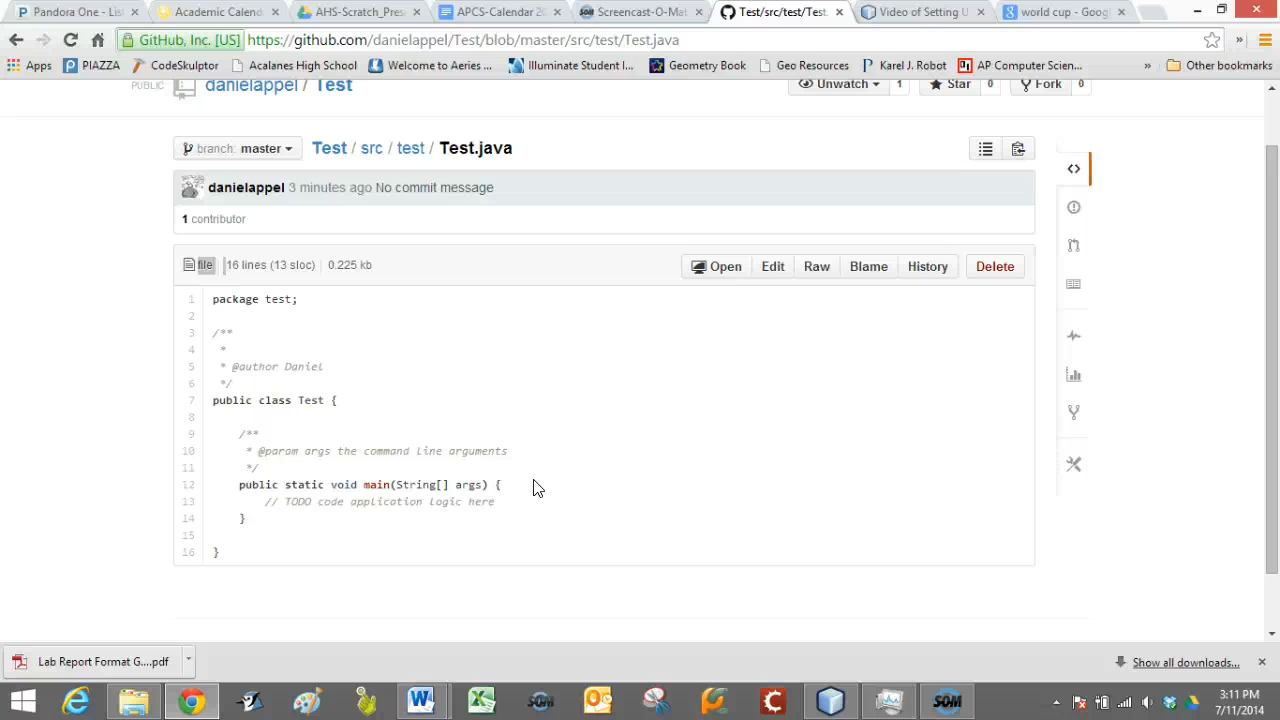 Pandora One - List
Academic Calend
AHS-Scratch_Pres
APCS-Calendar 20
Screencast-O-Mat
Test/src/test/Test.
Video of Setting U
world cup - Googl
GitHub, Inc. [US] https://github.com/danielappel/Test/blob/master/src/test/Test.java
Apps PIAZZA CodeSkulptor Acalanes High School Welcome to Aeries ... Illuminate Student I... Geometry Book Geo Resources Karel J. Robot AP Computer Scien... » Other bookmarks
PUBLIC danielappel / Test Unwatch 1 Star 0 Fork 0
branch: master Test / src / test / Test.java
danielappel 3 minutes ago No commit message
1 contributor
file 16 lines (13 sloc) 0.225 kb Open Edit Raw Blame History Delete
1 package test;
2
3 /**
4 *
5 * @author Daniel
6 */
7 public class Test {
8
9 /**
10 * @param args the command line arguments
11 */
12 public static void main(String[] args) {
13 // TODO code application logic here
14 }
15
16 }
Lab Report Format G....pdf Show all downloads...
3:11 PM
7/11/2014